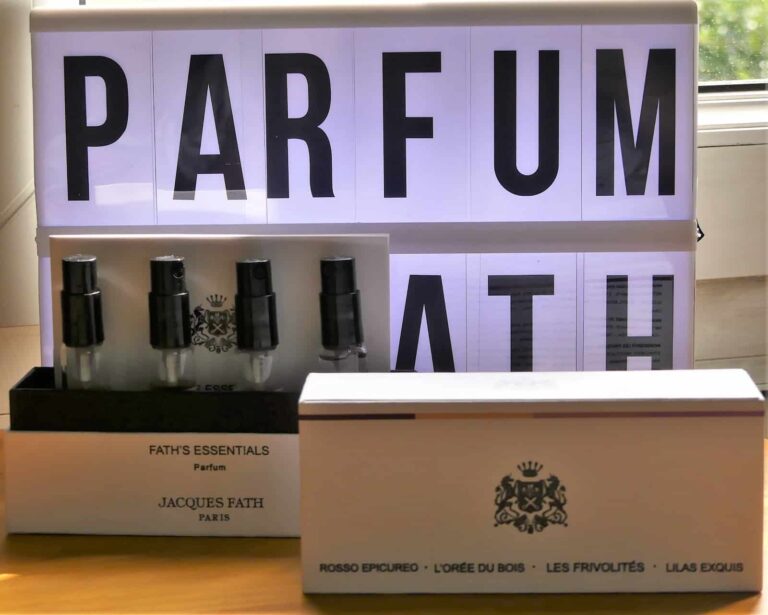 PARFUM
ATH
FATH'S ESSENTIALS
Parfum
JACQUES FATH
PARIS
ROSSO EPICUREO · L'ORÉE DU BOIS · LES FRIVOLITÉS · LILAS EXQUIS